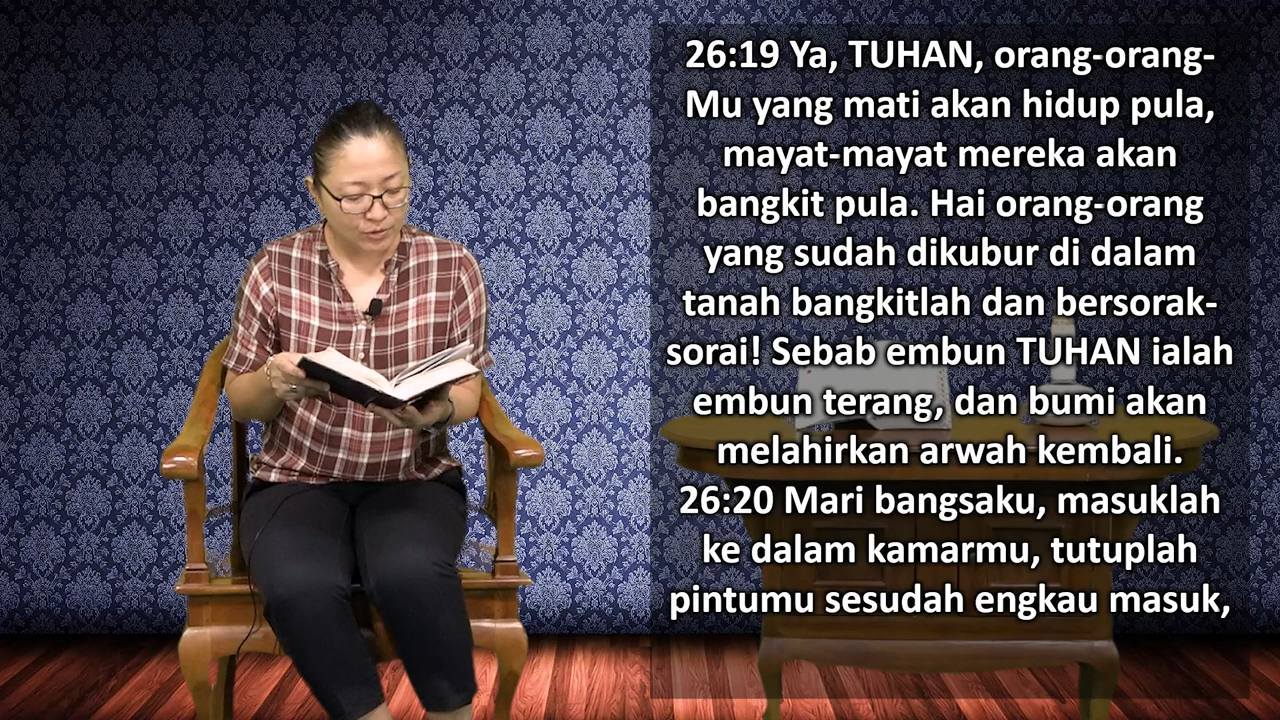 26:19 Ya, TUHAN, orang-orang-
Mu yang mati akan hidup pula,
mayat-mayat mereka akan
bangkit pula. Hai orang-orang
yang sudah dikubur di dalam
tanah bangkitlah dan bersorak-
sorai! Sebab embun TUHAN ialah
embun terang, dan bumi akan
melahirkan arwah kembali.
26:20 Mari bangsaku, masuklah
ke dalam kamarmu, tutuplah
pintumu sesudah engkau masuk,